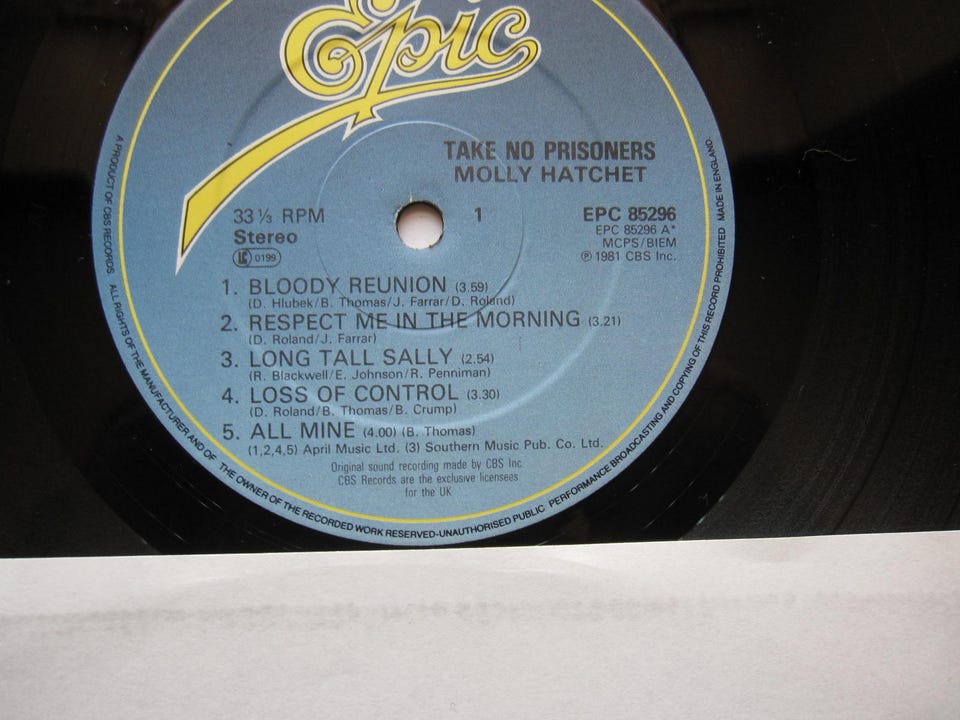 Epic
TAKE NO PRISONERS
MOLLY HATCHET
33 ⅓ RPM
Stereo
LC 0199
1
EPC 85296
EPC 85296 A*
MCPS/BIEM
℗ 1981 CBS Inc.
1. BLOODY REUNION (3.59)
(D. Hlubek/B. Thomas/J. Farrar/D. Roland)
2. RESPECT ME IN THE MORNING (3.21)
(D. Roland/J. Farrar)
3. LONG TALL SALLY (2.54)
(R. Blackwell/E. Johnson/R. Penniman)
4. LOSS OF CONTROL (3.30)
(D. Roland/B. Thomas/B. Crump)
5. ALL MINE (4.00) (B. Thomas)
(1,2,4,5) April Music Ltd. (3) Southern Music Pub. Co. Ltd.
Original sound recording made by CBS Inc
CBS Records are the exclusive licensees
for the UK
A PRODUCT OF CBS RECORDS. ALL RIGHTS OF THE MANUFACTURER AND OF THE OWNER OF THE RECORDED WORK RESERVED-UNAUTHORISED PUBLIC PERFORMANCE BROADCASTING AND COPYING OF THIS RECORD PROHIBITED MADE IN ENGLAND.